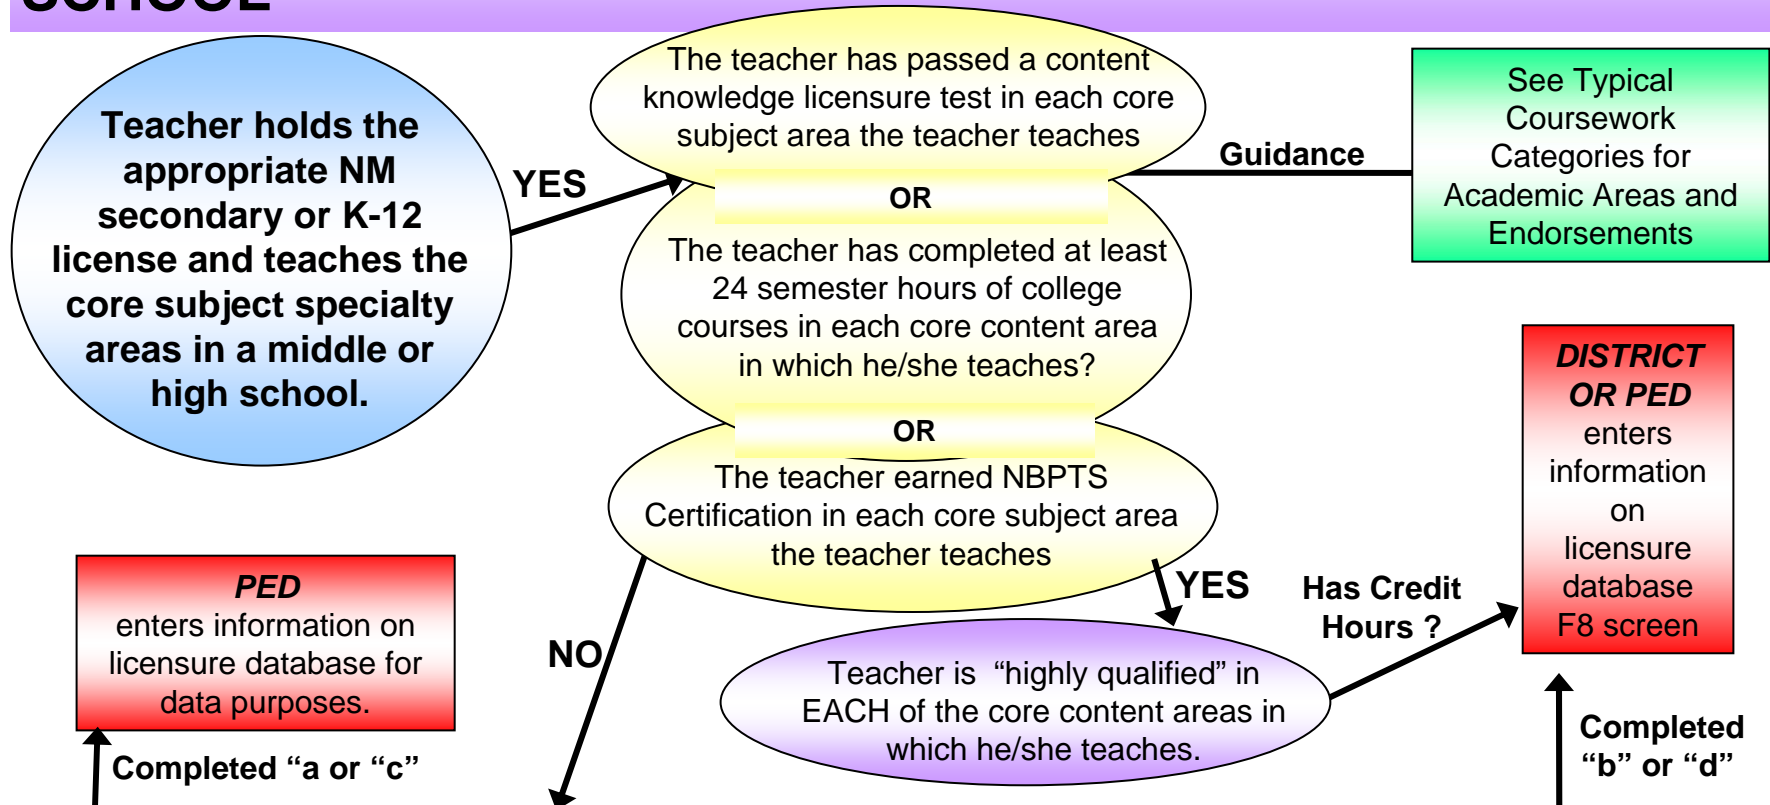 SCHOOL
Teacher holds the
appropriate NM
secondary or K-12
license and teaches the
core subject specialty
areas in a middle or
high school.
YES
The teacher has passed a content
knowledge licensure test in each core
subject area the teacher teaches
OR
The teacher has completed at least
24 semester hours of college
courses in each core content area
in which he/she teaches?
OR
The teacher earned NBPTS
Certification in each core subject area
the teacher teaches
Guidance
See Typical
Coursework
Categories for
Academic Areas and
Endorsements
DISTRICT
OR PED
enters
information
on
licensure
database
F8 screen
PED
enters information on
licensure database for
data purposes.
NO
YES
Has Credit
Hours ?
Teacher is “highly qualified” in
EACH of the core content areas in
which he/she teaches.
Completed “a or “c”
Completed
“b” or “d”